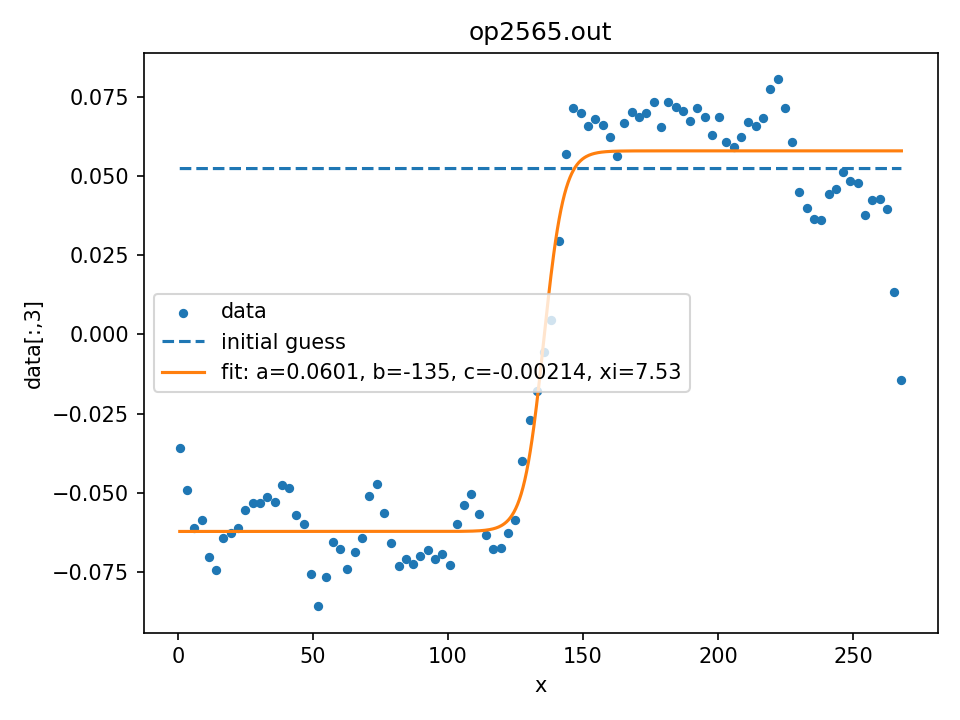 op2565.out
0.075
0.050
0.025
0.000
−0.025
−0.050
−0.075
data[:,3]
data
initial guess
fit: a=0.0601, b=-135, c=-0.00214, xi=7.53
0 50 100 150 200 250
x